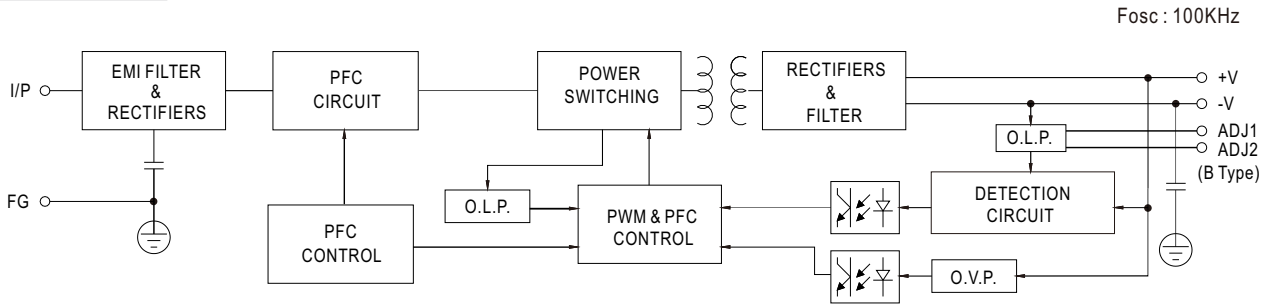 Fosc : 100KHz
I/P
EMI FILTER
&
RECTIFIERS
PFC
CIRCUIT
POWER
SWITCHING
RECTIFIERS
&
FILTER
+V
-V
O.L.P.
ADJ1
ADJ2
(B Type)
FG
PFC
CONTROL
O.L.P.
PWM & PFC
CONTROL
DETECTION
CIRCUIT
O.V.P.